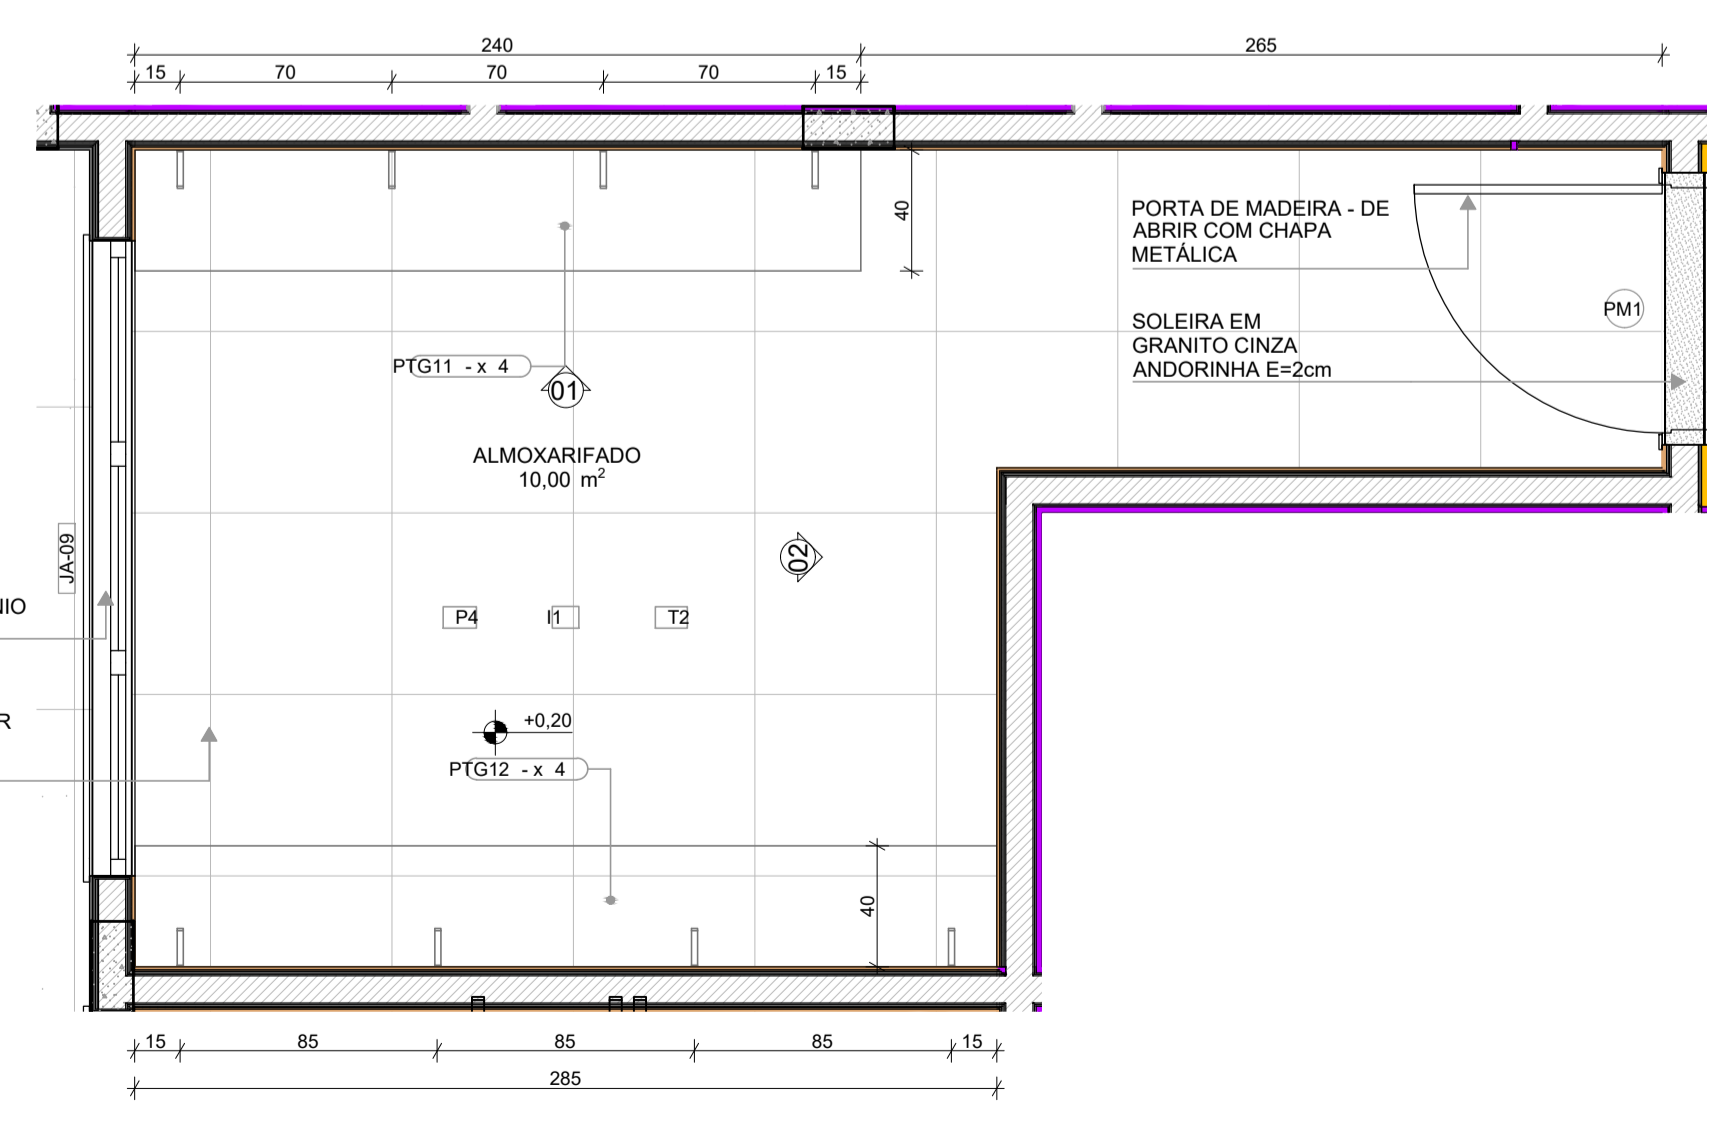 240
265
15
70
70
70
15
40
PORTA DE MADEIRA - DE
ABRIR COM CHAPA
METÁLICA
PM1
SOLEIRA EM
GRANITO CINZA
ANDORINHA E=2cm
PTG11 - x 4
01
ALMOXARIFADO
10,00 m²
JA-09
02
NIO
P4
I1
T2
R
+0,20
PTG12 - x 4
40
15
85
85
85
15
285